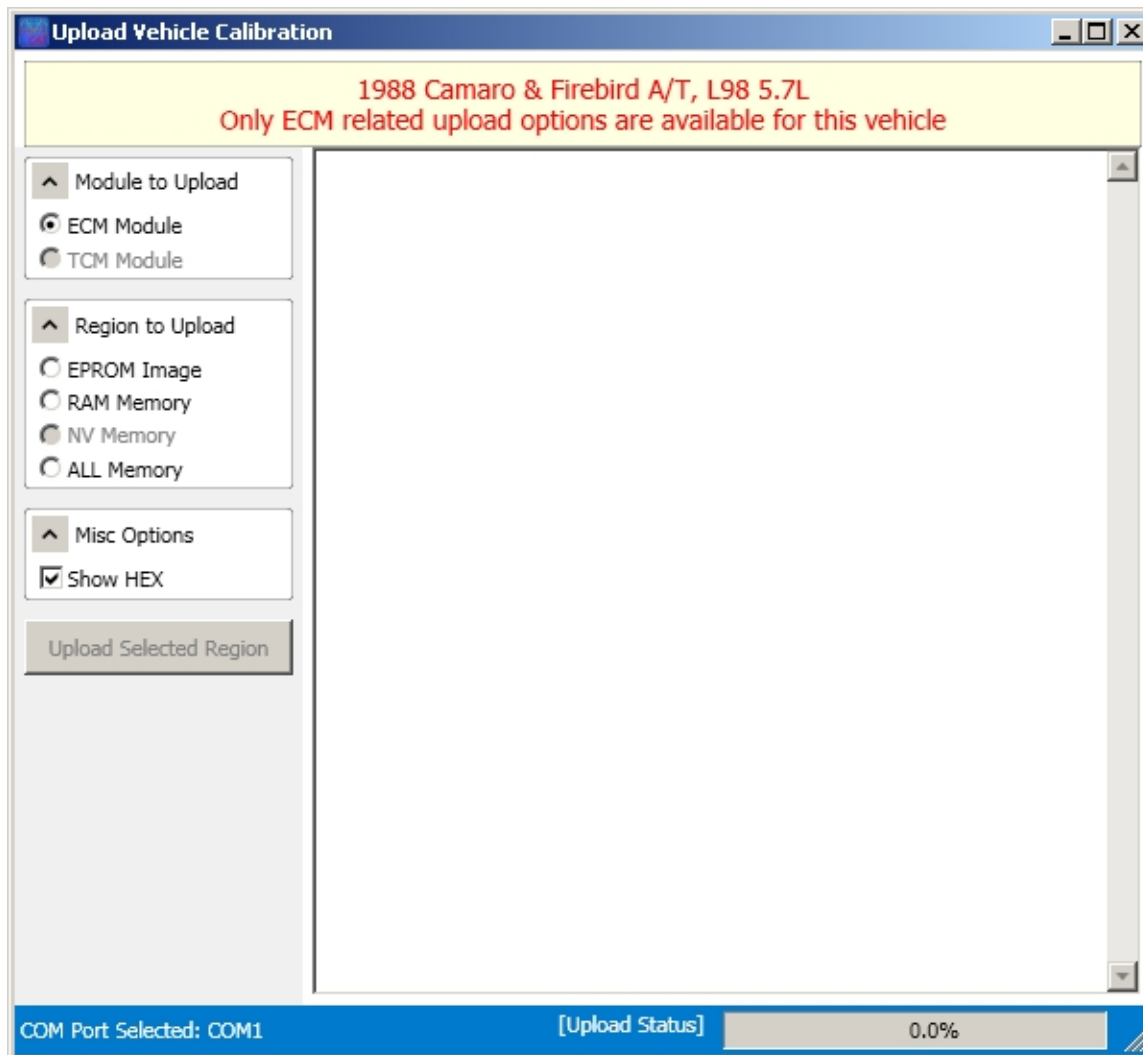 Upload Vehicle Calibration
1988 Camaro & Firebird A/T, L98 5.7L
Only ECM related upload options are available for this vehicle
Module to Upload
ECM Module
TCM Module
Region to Upload
EPROM Image
RAM Memory
NV Memory
ALL Memory
Misc Options
Show HEX
Upload Selected Region
COM Port Selected: COM1
[Upload Status]
0.0%